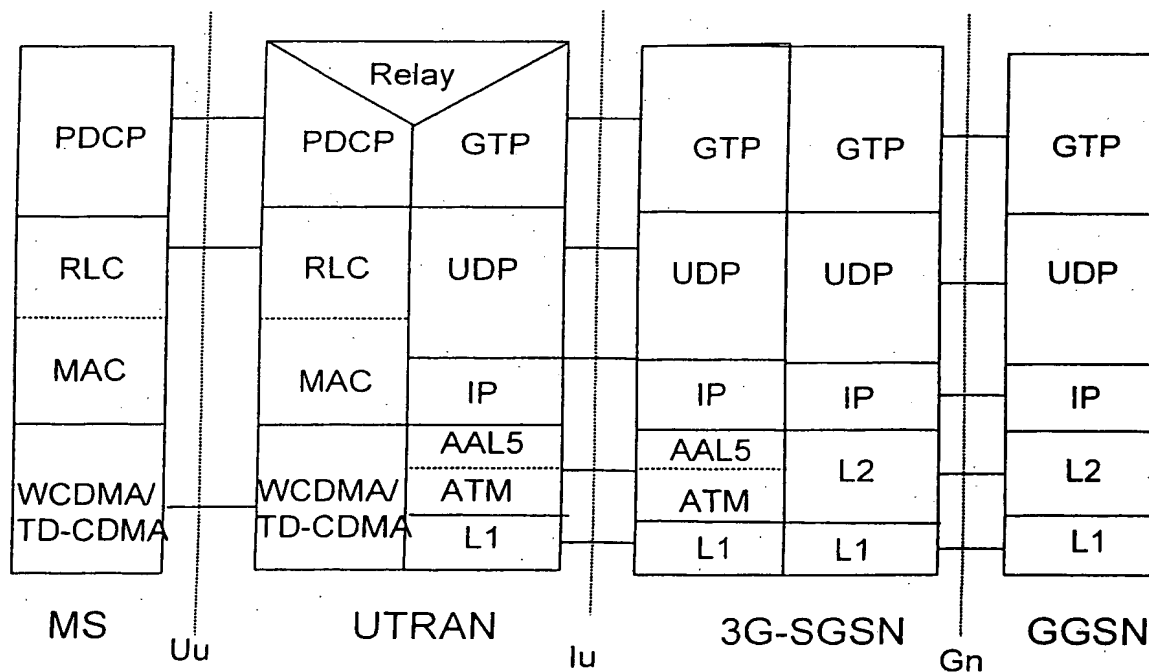 Relay
PDCP
PDCP
GTP
GTP
GTP
GTP
RLC
RLC
UDP
UDP
UDP
UDP
MAC
MAC
IP
IP
IP
IP
AAL5
AAL5
L2
L2
WCDMA/
TD-CDMA
WCDMA/
TD-CDMA
ATM
ATM
L1
L1
L1
L1
MS
Uu
UTRAN
Iu
3G-SGSN
Gn
GGSN